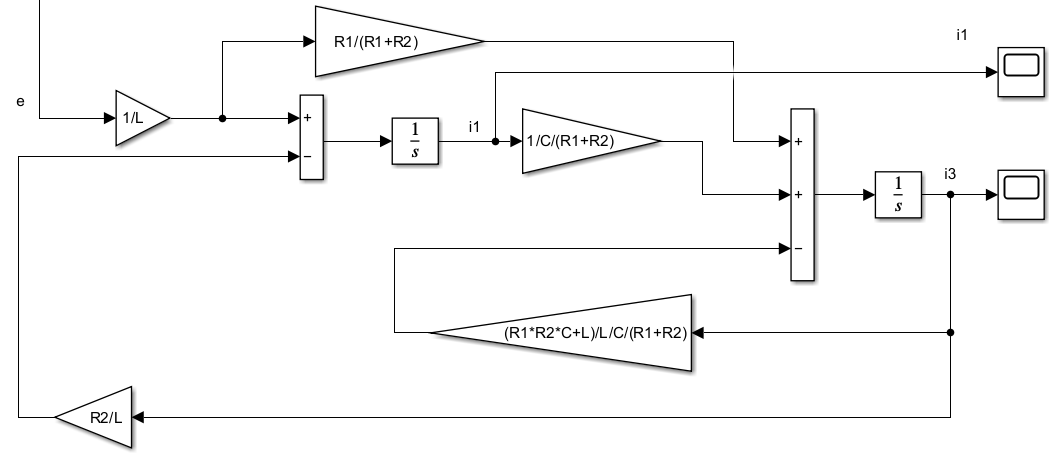 R1/(R1+R2)
i1
e
1/L
+
−
1
s
i1
1/C/(R1+R2)
+
+
−
1
s
i3
(R1*R2*C+L)/L/C/(R1+R2)
R2/L